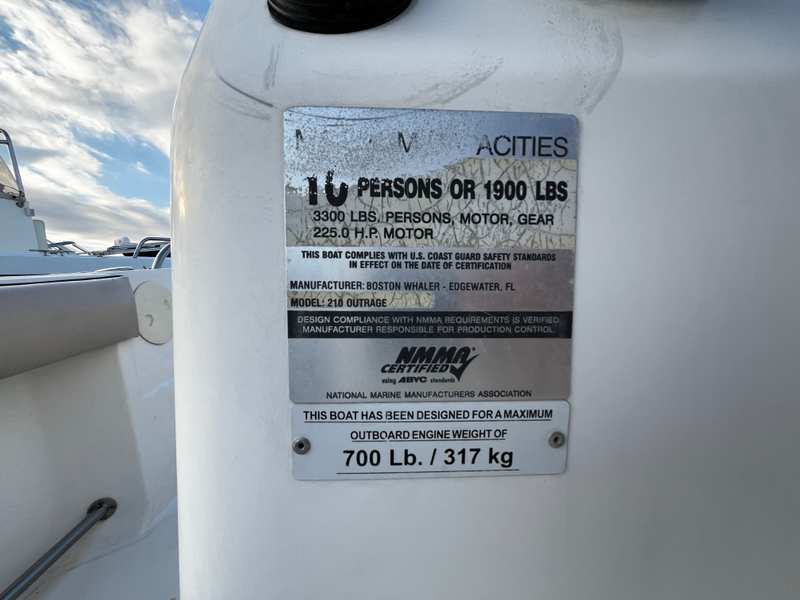 M ACITIES
10 PERSONS OR 1900 LBS
3300 LBS. PERSONS, MOTOR, GEAR
225.0 H.P. MOTOR
THIS BOAT COMPLIES WITH U.S. COAST GUARD SAFETY STANDARDS
IN EFFECT ON THE DATE OF CERTIFICATION
MANUFACTURER: BOSTON WHALER - EDGEWATER, FL
MODEL: 210 OUTRAGE
DESIGN COMPLIANCE WITH NMMA REQUIREMENTS IS VERIFIED.
MANUFACTURER RESPONSIBLE FOR PRODUCTION CONTROL.
NMMA
CERTIFIED
using ABYC standards
NATIONAL MARINE MANUFACTURERS ASSOCIATION
THIS BOAT HAS BEEN DESIGNED FOR A MAXIMUM
OUTBOARD ENGINE WEIGHT OF
700 Lb. / 317 kg